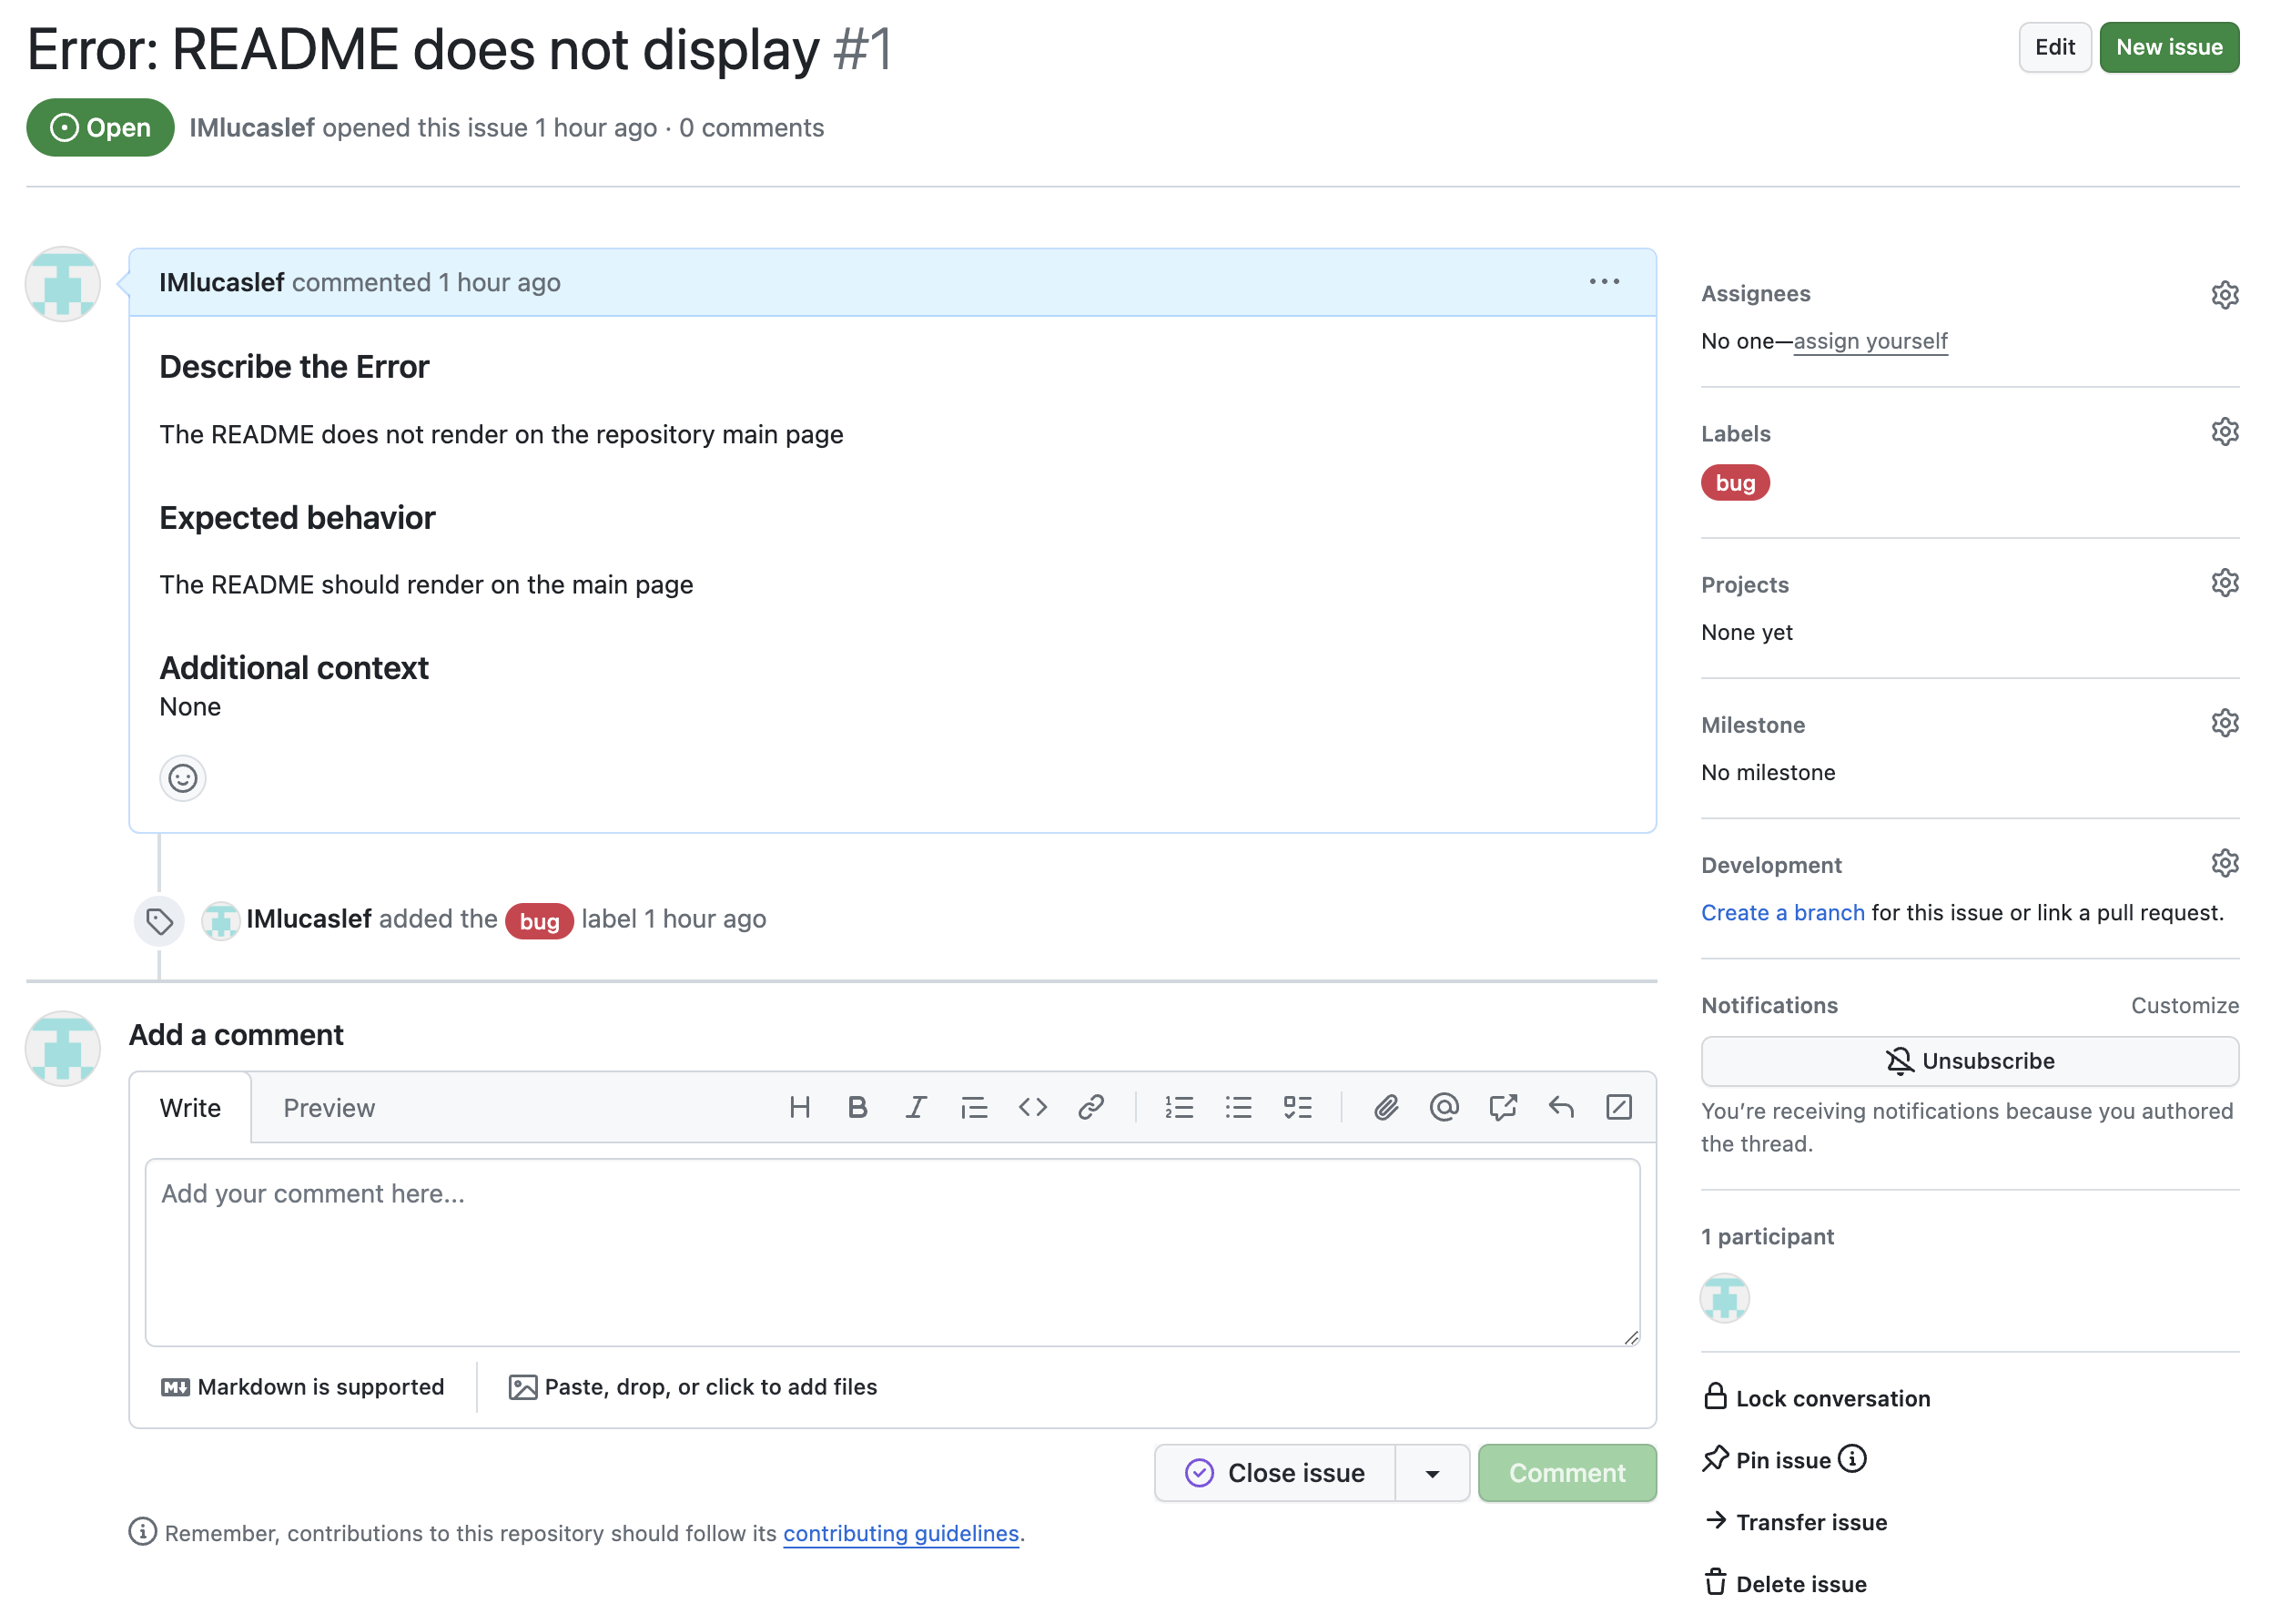 Error: README does not display #1
Edit
New issue
Open
IMlucaslef opened this issue 1 hour ago · 0 comments
IMlucaslef commented 1 hour ago
Describe the Error
The README does not render on the repository main page
Expected behavior
The README should render on the main page
Additional context
None
IMlucaslef added the bug label 1 hour ago
Add a comment
Write
Preview
Add your comment here...
Markdown is supported
Paste, drop, or click to add files
Close issue
Comment
Remember, contributions to this repository should follow its contributing guidelines.
Assignees
No one—assign yourself
Labels
bug
Projects
None yet
Milestone
No milestone
Development
Create a branch for this issue or link a pull request.
Notifications
Customize
Unsubscribe
You’re receiving notifications because you authored
the thread.
1 participant
Lock conversation
Pin issue
Transfer issue
Delete issue